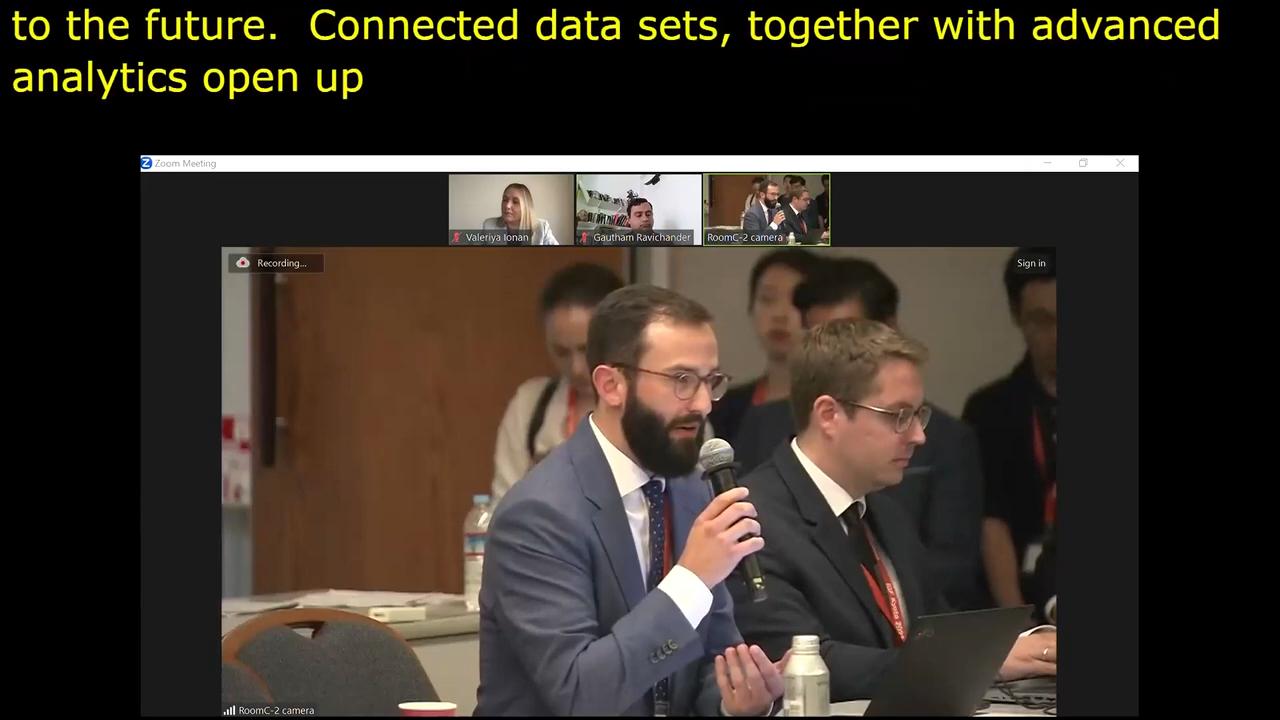 to the future.  Connected data sets, together with advanced
analytics open up
Zoom Meeting
Valeriya Ionan
Gautham Ravichander
RoomC-2 camera
Recording...
Sign in
RoomC-2 camera